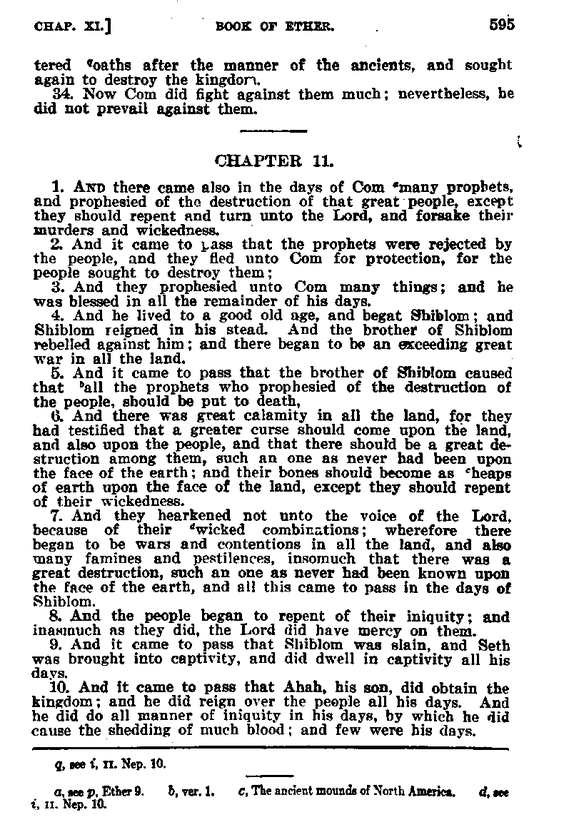 CHAP. XI.] BOOK OF ETHER. 595
tered qoaths after the manner of the ancients, and sought
again to destroy the kingdom.
34. Now Com did fight against them much; nevertheless, he
did not prevail against them.
CHAPTER 11.
1. AND there came also in the days of Com amany prophets,
and prophesied of the destruction of that great people, except
they should repent and turn unto the Lord, and forsake their
murders and wickedness.
2. And it came to pass that the prophets were rejected by
the people, and they fled unto Com for protection, for the
people sought to destroy them;
3. And they prophesied unto Com many things; and he
was blessed in all the remainder of his days.
4. And he lived to a good old age, and begat Shiblom; and
Shiblom reigned in his stead. And the brother of Shiblom
rebelled against him; and there began to be an exceeding great
war in all the land.
5. And it came to pass that the brother of Shiblom caused
that ball the prophets who prophesied of the destruction of
the people, should be put to death,
6. And there was great calamity in all the land, for they
had testified that a greater curse should come upon the land,
and also upon the people, and that there should be a great de-
struction among them, such an one as never had been upon
the face of the earth; and their bones should become as cheaps
of earth upon the face of the land, except they should repent
of their wickedness.
7. And they hearkened not unto the voice of the Lord,
because of their dwicked combinations; wherefore there
began to be wars and contentions in all the land, and also
many famines and pestilences, insomuch that there was a
great destruction, such an one as never had been known upon
the face of the earth, and all this came to pass in the days of
Shiblom.
8. And the people began to repent of their iniquity; and
inasmuch as they did, the Lord did have mercy on them.
9. And it came to pass that Shiblom was slain, and Seth
was brought into captivity, and did dwell in captivity all his
days.
10. And it came to pass that Ahah, his son, did obtain the
kingdom; and he did reign over the people all his days. And
he did do all manner of iniquity in his days, by which he did
cause the shedding of much blood; and few were his days.
q, see i, II. Nep. 10.
a, see p, Ether 9. b, ver. 1. c, The ancient mounds of North America. d, see
i, II. Nep. 10.